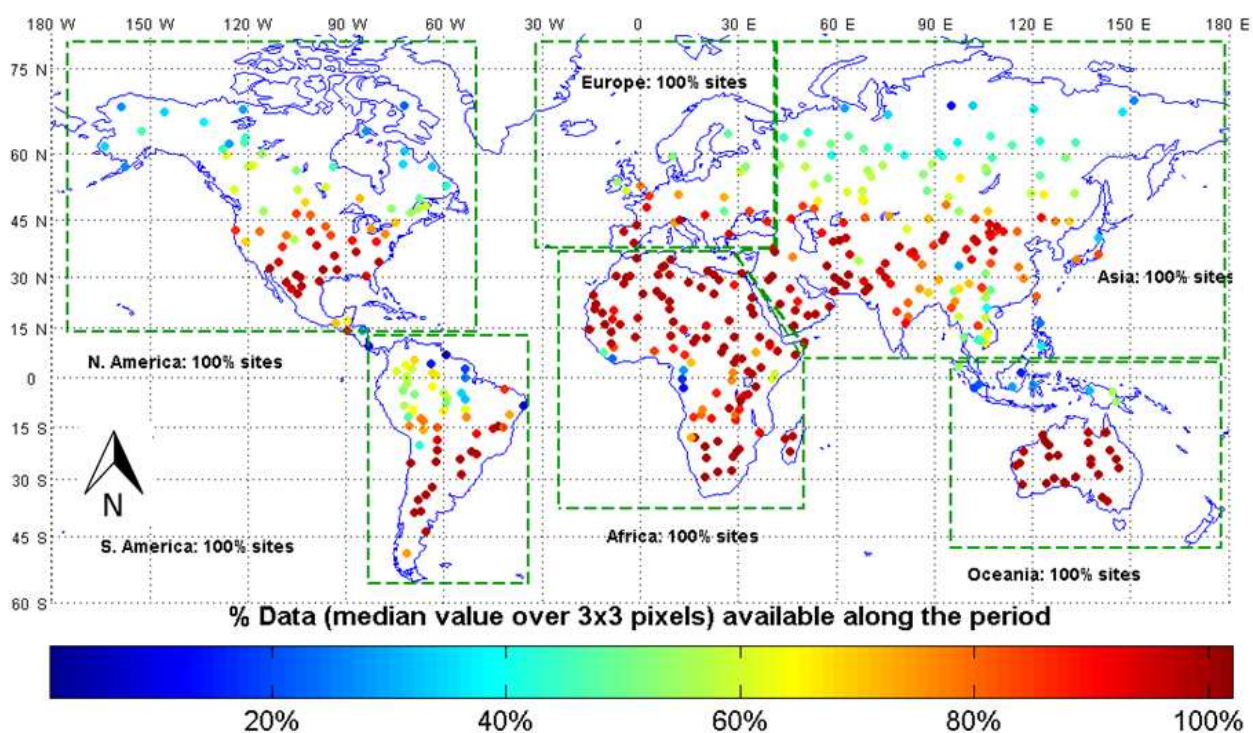 180 W 150 W 120 W 90 W 60 W 30 W 0 30 E 60 E 90 E 120 E 150 E 180 E
75 N
Europe: 100% sites
60 N
45 N
30 N
Asia: 100% sites
15 N
N. America: 100% sites
0
15 S
N
30 S
45 S
S. America: 100% sites
Africa: 100% sites
Oceania: 100% sites
60 S
% Data (median value over 3x3 pixels) available along the period
20% 40% 60% 80% 100%